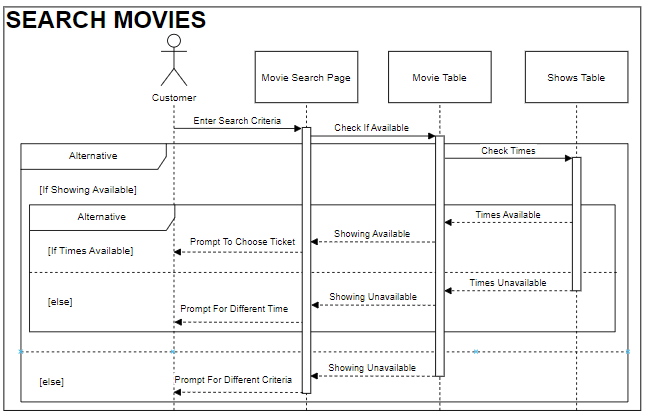 SEARCH MOVIES
Customer
Movie Search Page
Movie Table
Shows Table
Enter Search Criteria
Check If Available
Check Times
Alternative
[If Showing Available]
Alternative
Times Available
Showing Available
Prompt To Choose Ticket
[If Times Available]
Times Unavailable
Showing Unavailable
[else]
Prompt For Different Time
Showing Unavailable
Prompt For Different Criteria
[else]